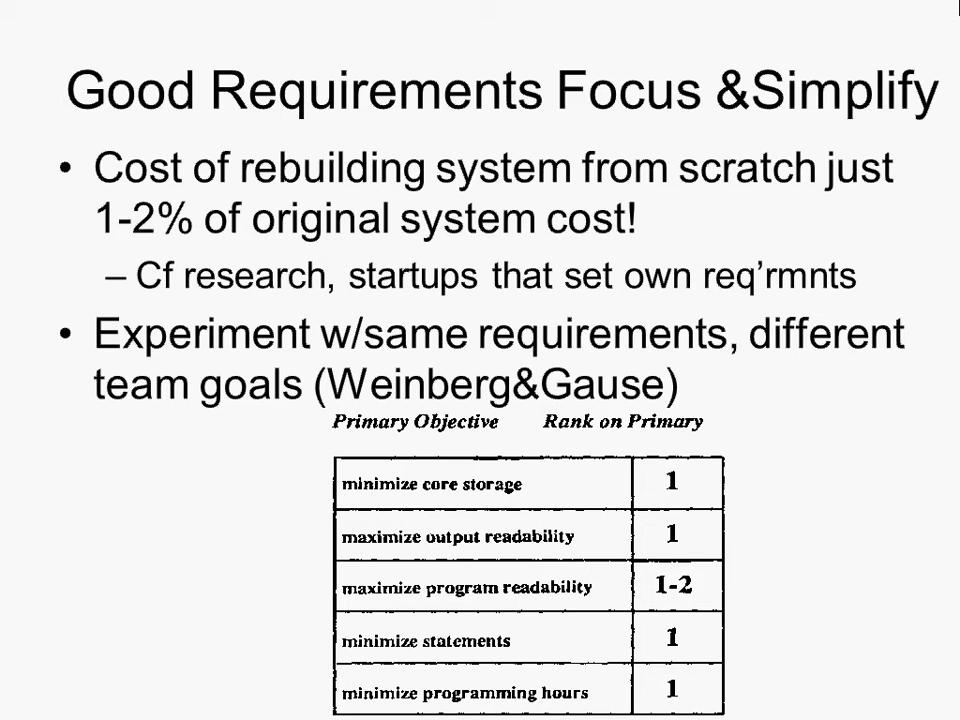 Good Requirements Focus &Simplify
• Cost of rebuilding system from scratch just
1-2% of original system cost!
– Cf research, startups that set own req’rmnts
• Experiment w/same requirements, different
team goals (Weinberg&Gause)
Primary Objective Rank on Primary
minimize core storage 1
maximize output readability 1
maximize program readability 1-2
minimize statements 1
minimize programming hours 1